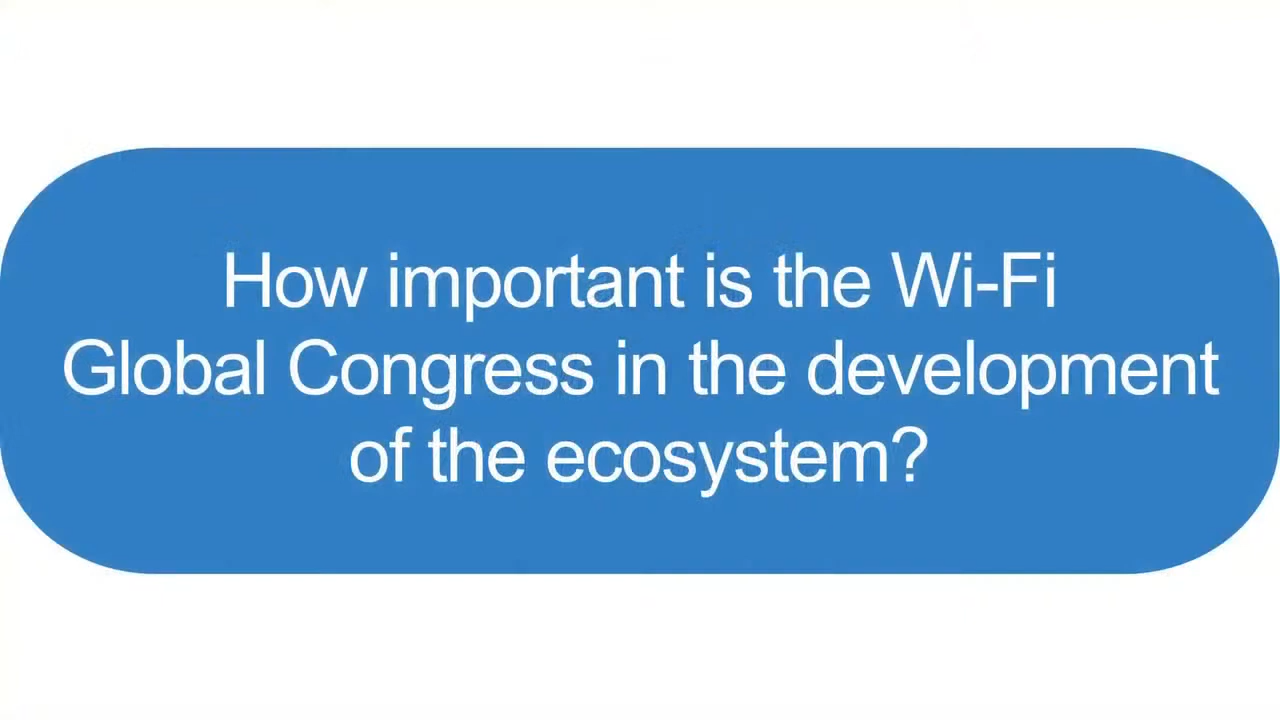 How important is the Wi-Fi
Global Congress in the development
of the ecosystem?